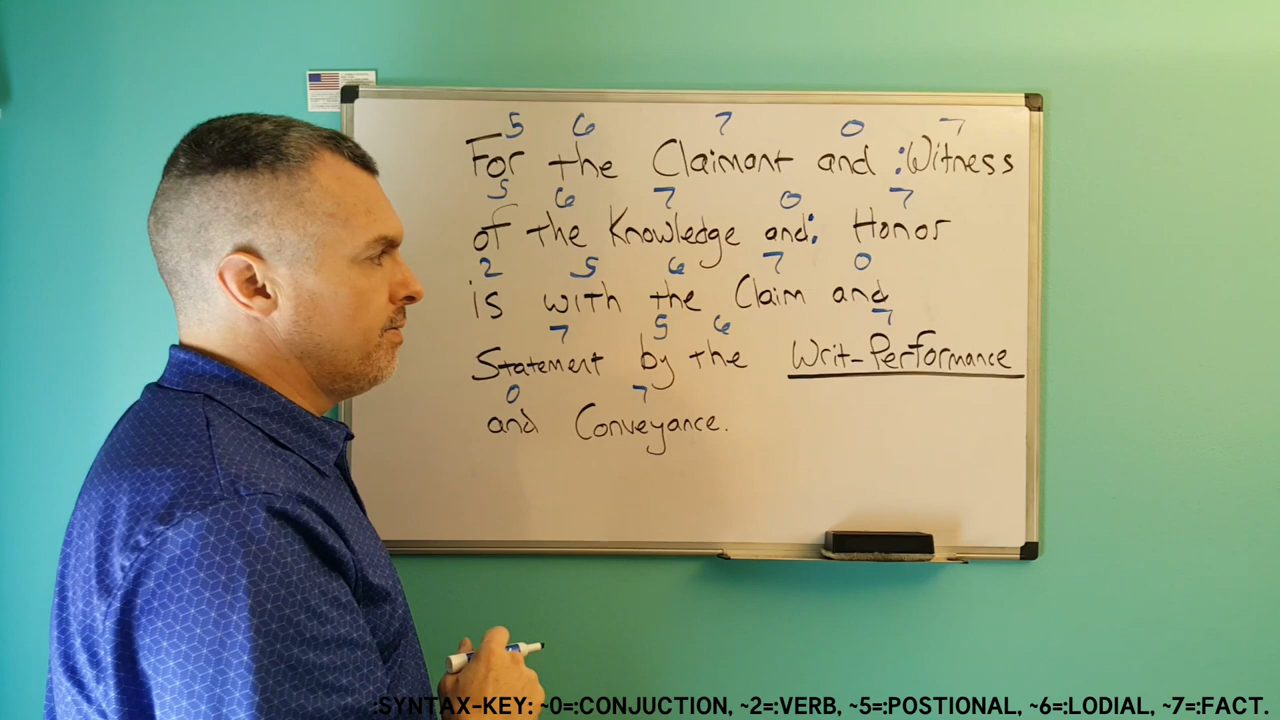 5 6 7 0 7
For the Claimant and :Witness
5 6 7 0 7
of the Knowledge and: Honor
2 5 6 7 0
is with the Claim and
7 5 6 7
Statement by the Writ-Performance
0 7
and Conveyance.
:SYNTAX-KEY: ~0=:CONJUCTION, ~2=:VERB, ~5=:POSTIONAL, ~6=:LODIAL, ~7=:FACT.